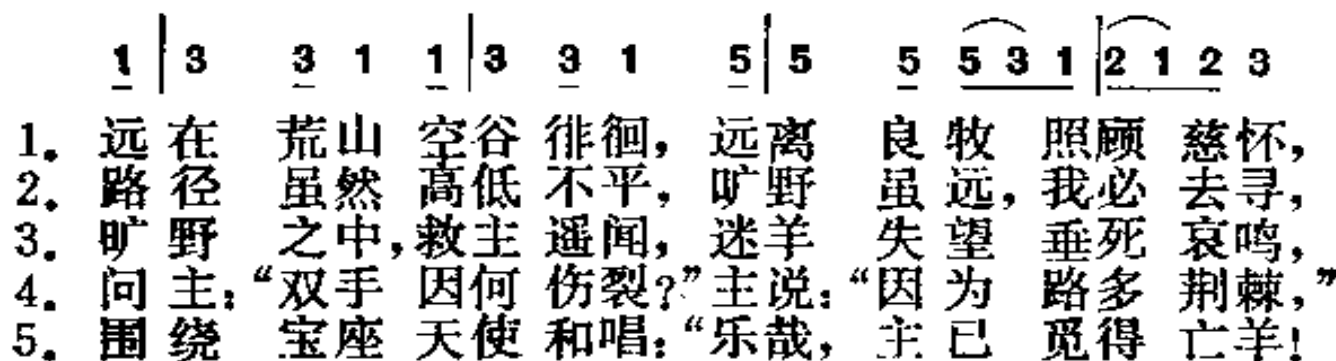 1 | 3 3 1 1 | 3 3 1 5 | 5 5 5 3 1 | 2 1 2 3
1. 远在 荒山 空谷 徘徊, 远离 良牧 照顾 慈怀,
2. 路径 虽然 高低 不平, 旷野 虽远, 我必 去寻,
3. 旷野 之中, 救主 遥闻, 迷羊 失望 垂死 哀鸣,
4. 问主: “双手 因何 伤裂?” 主说: “因为 路多 荆棘,”
5. 围绕 宝座 天使 和唱: “乐哉, 主已 觅得 亡羊!